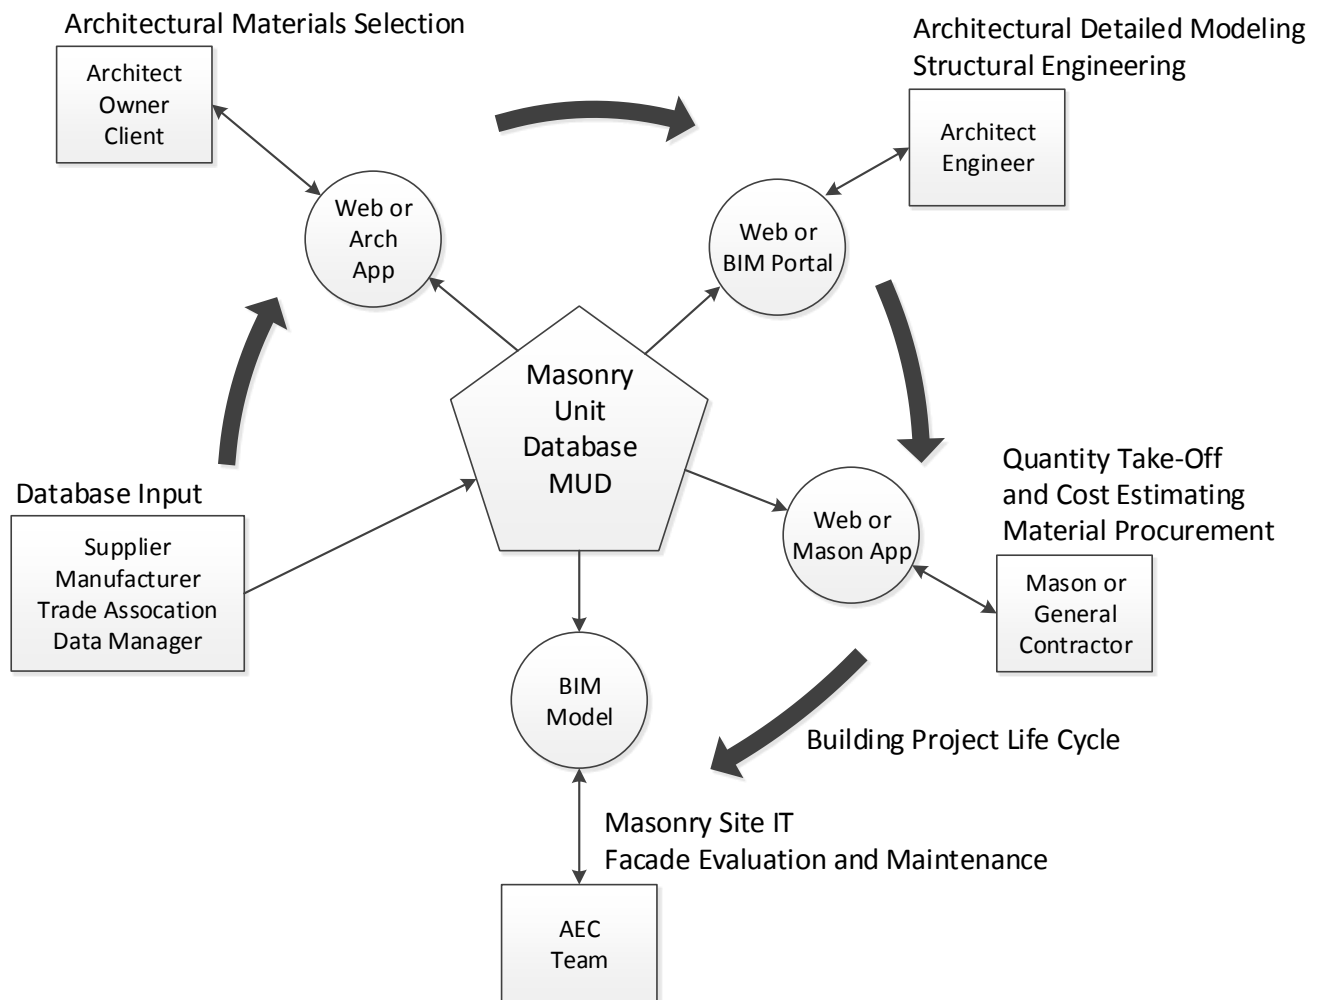 Architectural Materials Selection
Architect
Owner
Client
Architectural Detailed Modeling
Structural Engineering
Architect
Engineer
Web or
Arch
App
Web or
BIM Portal
Masonry
Unit
Database
MUD
Database Input
Supplier
Manufacturer
Trade Assocation
Data Manager
Web or
Mason App
Quantity Take-Off
and Cost Estimating
Material Procurement
Mason or
General
Contractor
BIM
Model
Building Project Life Cycle
Masonry Site IT
Facade Evaluation and Maintenance
AEC
Team